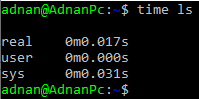 adnan@AdnanPc:~$ time ls
real 0m0.017s
user 0m0.000s
sys 0m0.031s
adnan@AdnanPc:~$